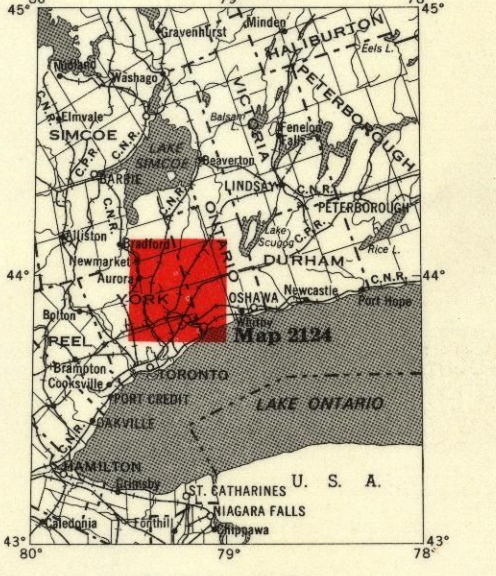 80°
79°
78°
45°
45°
Gravenhurst
Minden
HALIBURTON
Eels L.
Midland
Washago
PETERBOROUGH
C.N.R.
VICTORIA
Elmvale
Balsam
SIMCOE
C.N.R.
Fenelon
Falls
C.P.R.
LAKE
SIMCOE
Beaverton
BARRIE
LINDSAY
C.N.R.
C.N.R.
C.N.R.
ONTARIO
PETERBOROUGH
C.P.R.
Alliston
Bradford
Lake
Scugog
Rice L.
Newmarket
DURHAM
44°
Aurora
C.N.R.
44°
YORK
OSHAWA
Newcastle
Port Hope
Bolton
Whitby
PEEL
Map 2124
Brampton
TORONTO
Cooksville
PORT CREDIT
LAKE ONTARIO
OAKVILLE
C.N.R.
HAMILTON
Grimsby
U. S. A.
ST. CATHARINES
NIAGARA FALLS
Caledonia
Fonthill
Chippawa
43°
43°
80°
79°
78°